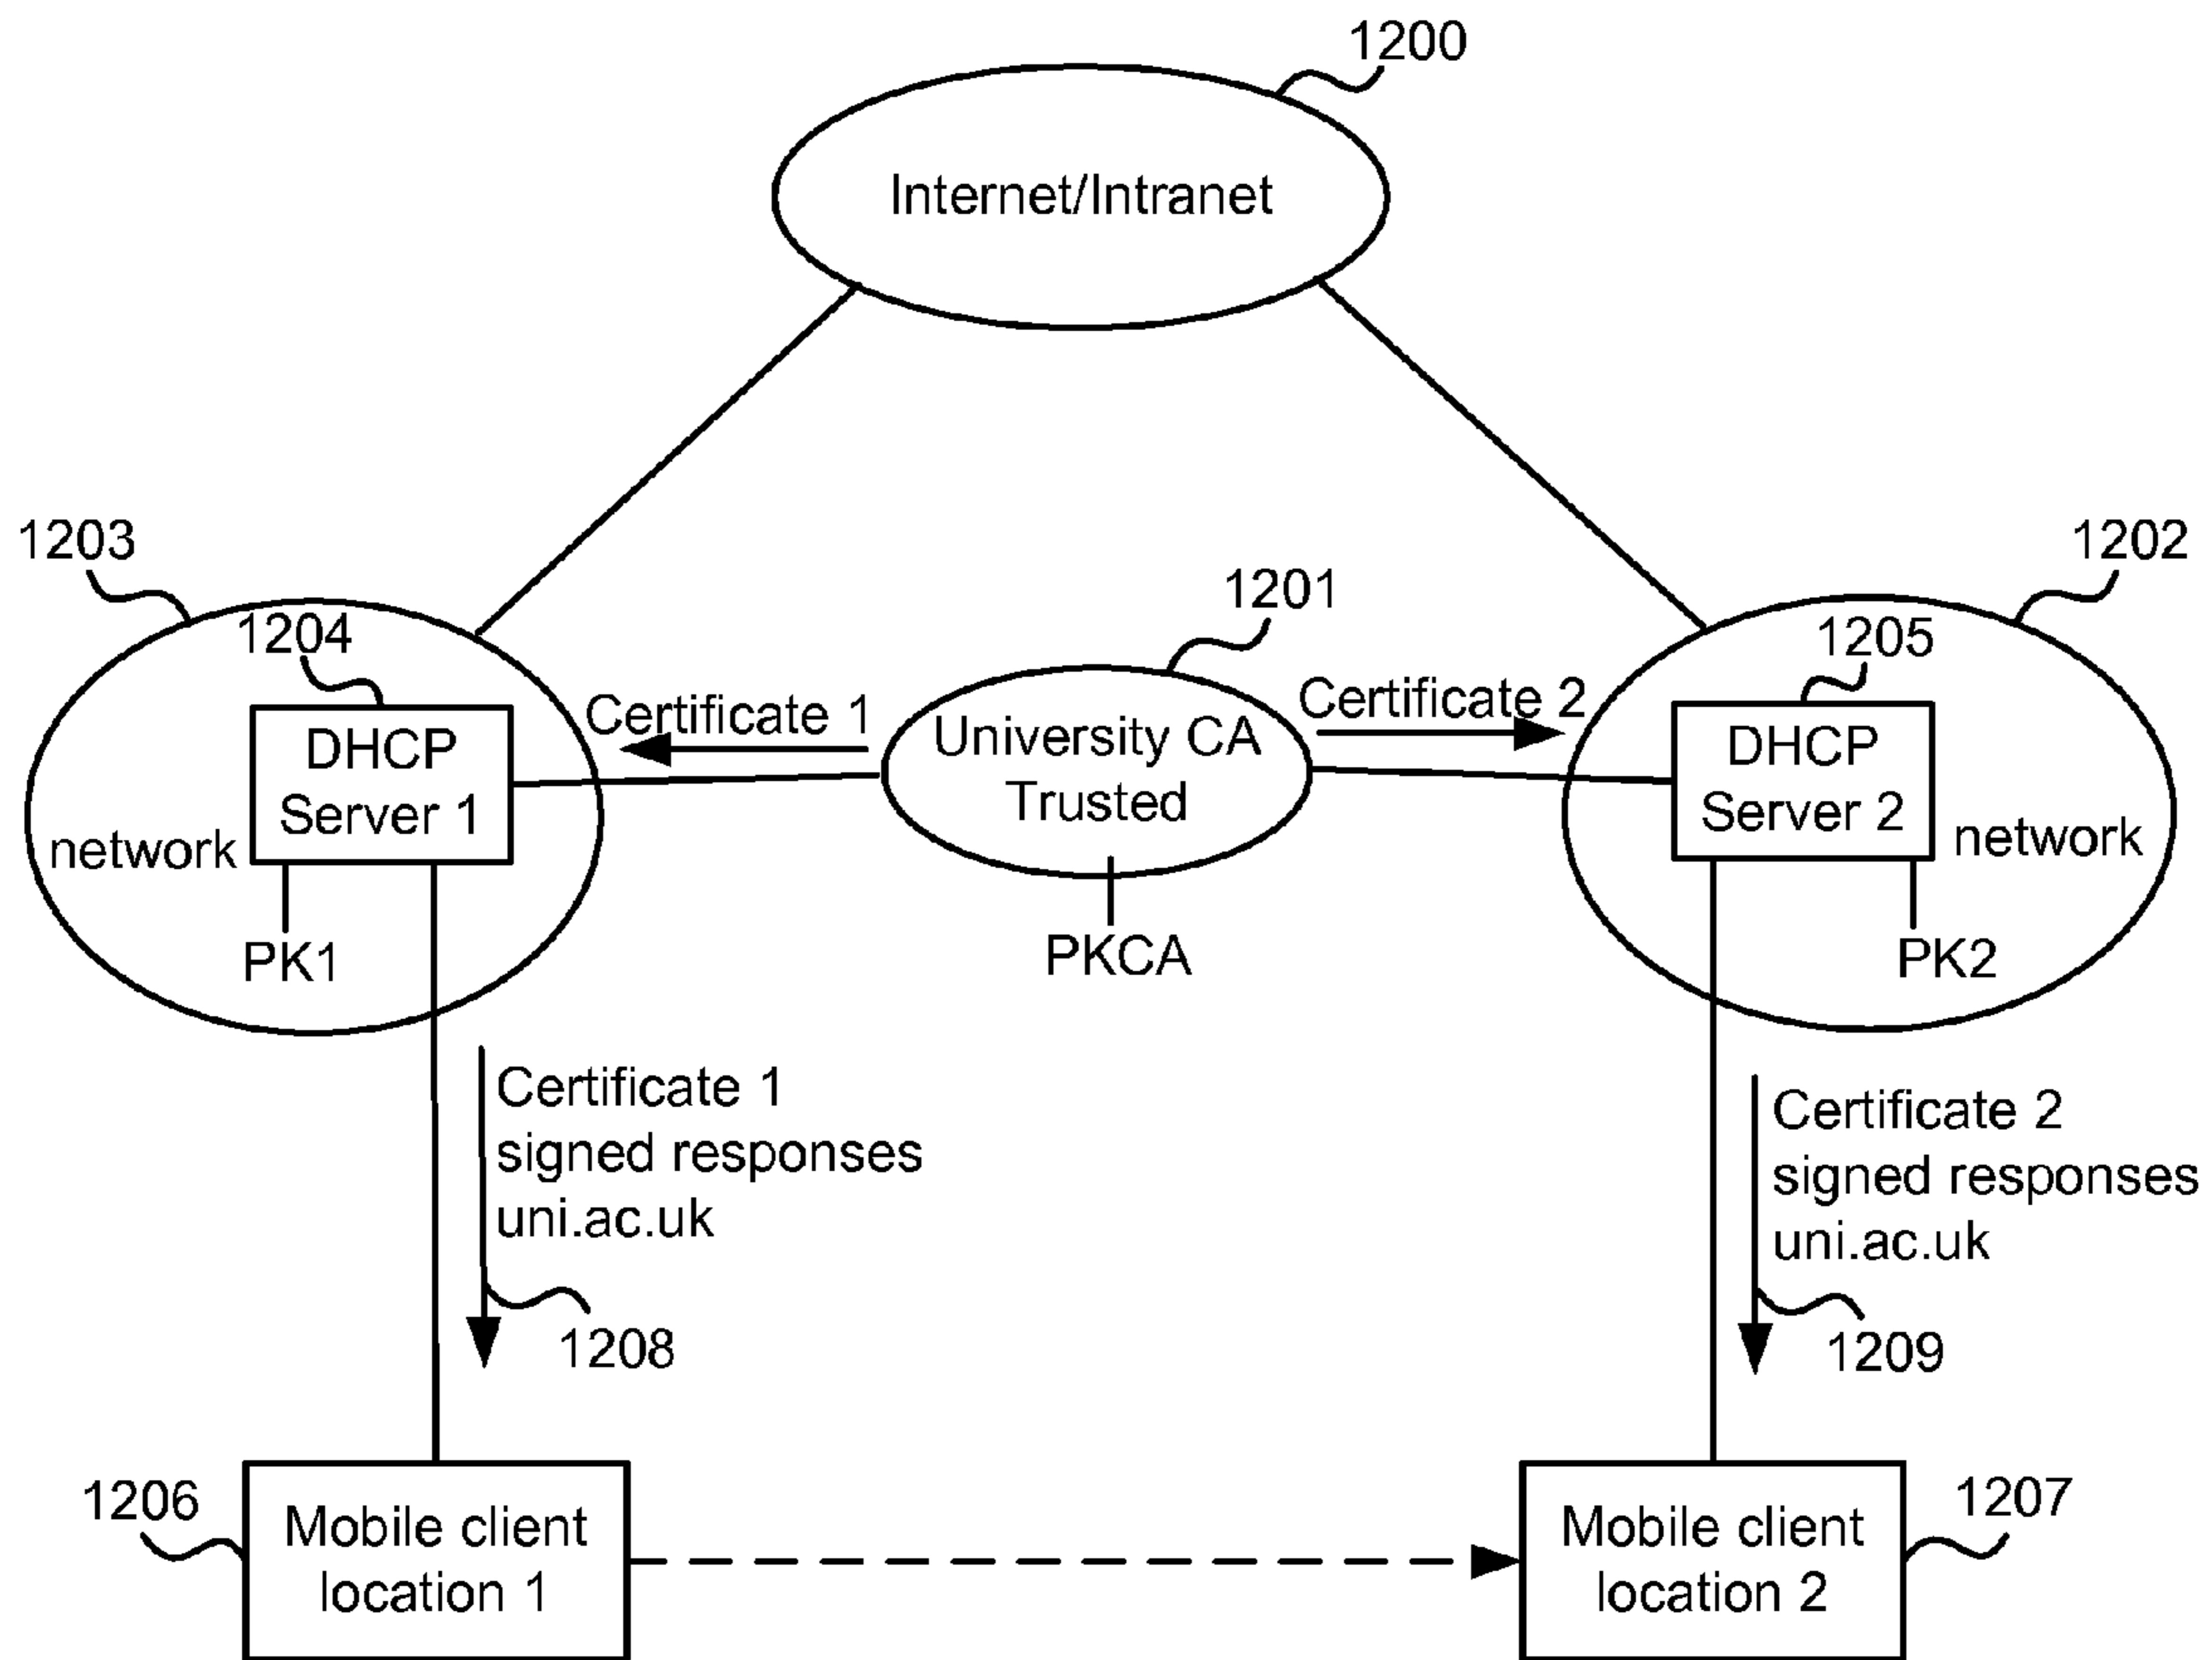 1200
Internet/Intranet
1203
1202
1201
1204
1205
Certificate 1
Certificate 2
DHCP
Server 1
University CA
Trusted
DHCP
Server 2
network
network
PK1
PKCA
PK2
Certificate 1
signed responses
uni.ac.uk
1208
Certificate 2
signed responses
uni.ac.uk
1209
1206
Mobile client
location 1
Mobile client
location 2
1207